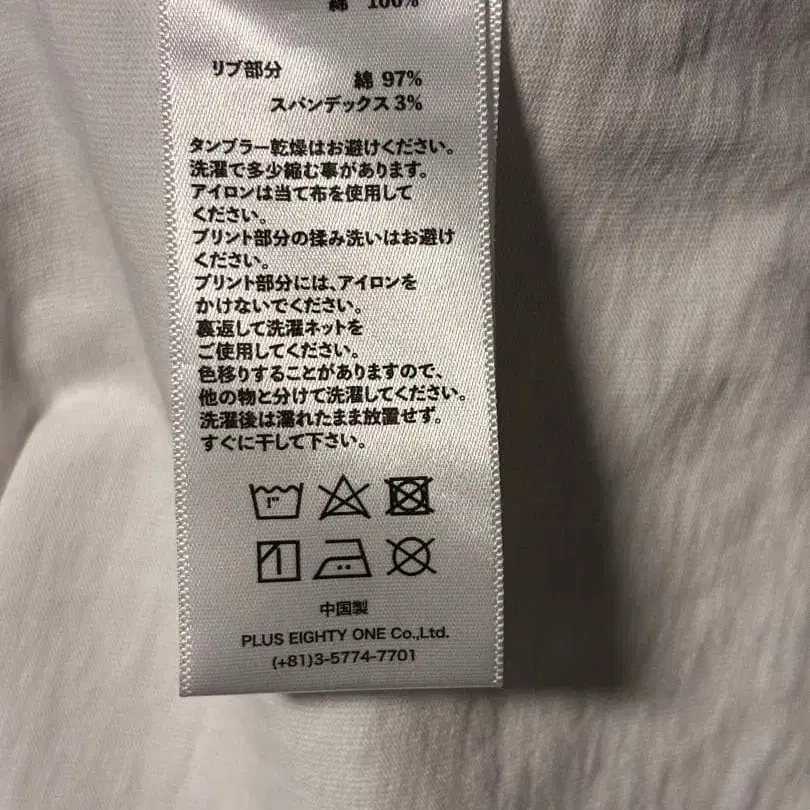 綿 100%
リブ部分
綿 97%
スパンデックス 3%
タンブラー乾燥はお避けください。
洗濯で多少縮む事があります。
アイロンは当て布を使用して
ください。
プリント部分の揉み洗いはお避け
ください。
プリント部分には、アイロンを
かけないでください。
裏返して洗濯ネットを
ご使用してください。
色移りすることがありますので、
他の物と分けて洗濯してください。
洗濯後は濡れたまま放置せず。
すぐに干して下さい。
中国製
PLUS EIGHTY ONE Co.,Ltd.
(+81)3-5774-7701